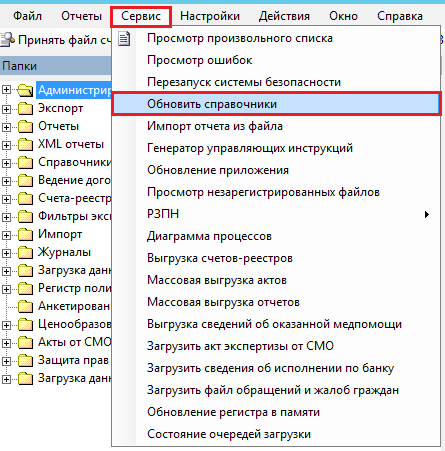 Файл Отчеты Сервис Настройки Действия Окно Справка
Принять файл сч
Папки
Администрир
Экспорт
Отчеты
XML отчеты
Справочники
Ведение дого
Счета-реестр
Фильтры экс
Импорт
Журналы
Загрузка дан
Регистр поли
Анкетирован
Ценообразов
Акты от СМО
Защита прав
Загрузка дан
Просмотр произвольного списка
Просмотр ошибок
Перезапуск системы безопасности
Обновить справочники
Импорт отчета из файла
Генератор управляющих инструкций
Обновление приложения
Просмотр незарегистрированных файлов
РЗПН
Диаграмма процессов
Выгрузка счетов-реестров
Массовая выгрузка актов
Массовая выгрузка отчетов
Выгрузка сведений об оказанной медпомощи
Загрузить акт экспертизы от СМО
Загрузить сведения об исполнении по банку
Загрузить файл обращений и жалоб граждан
Обновление регистра в памяти
Состояние очередей загрузки